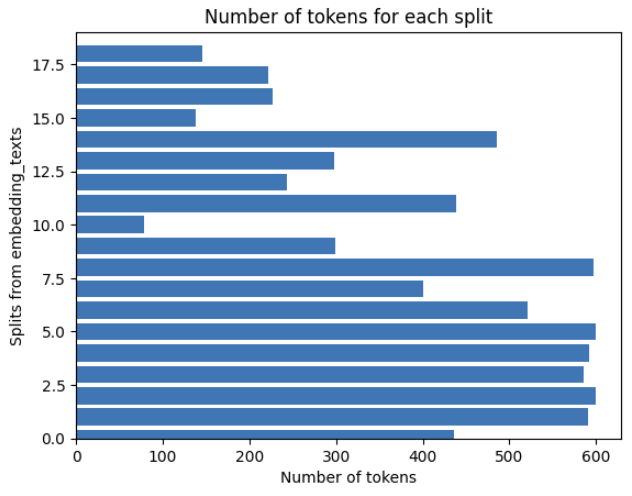 Number of tokens for each split
Splits from embedding_texts
17.5
15.0
12.5
10.0
7.5
5.0
2.5
0.0
0 100 200 300 400 500 600
Number of tokens